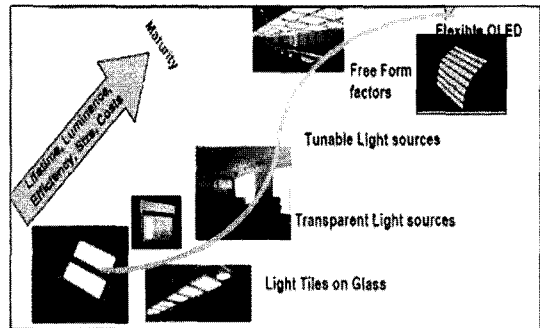 Flexible OLED
Maturity
Free Form
factors
Lifetime, Luminance,
Efficiency, Size, Costs
Tunable Light sources
Transparent Light sources
Light Tiles on Glass